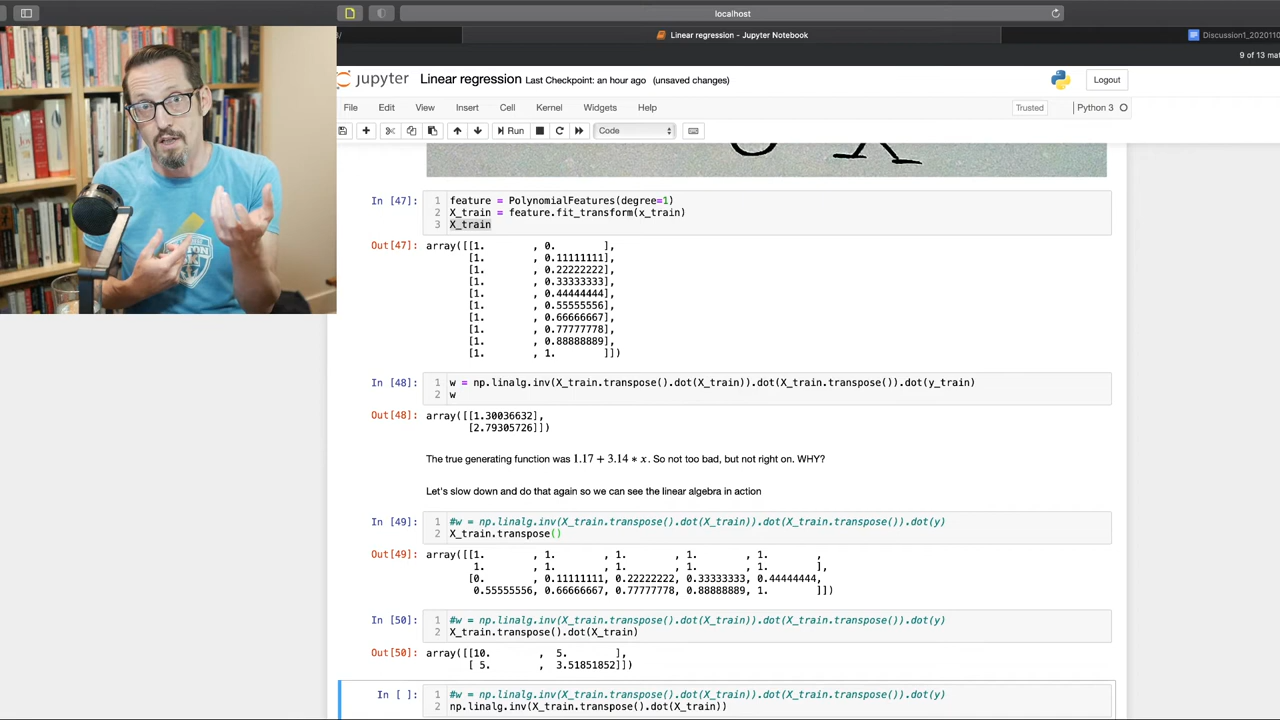 localhost
Linear regression - Jupyter Notebook
Discussion1_2020110
9 of 13 mat
jupyter Linear regression Last Checkpoint: an hour ago (unsaved changes)
Logout
File Edit View Insert Cell Kernel Widgets Help
Trusted
Python 3
Run
Code
In [47]:
1 feature = PolynomialFeatures(degree=1)
2 X_train = feature.fit_transform(x_train)
3 X_train
Out[47]: array([[1. , 0. ],
[1. , 0.11111111],
[1. , 0.22222222],
[1. , 0.33333333],
[1. , 0.44444444],
[1. , 0.55555556],
[1. , 0.66666667],
[1. , 0.77777778],
[1. , 0.88888889],
[1. , 1. ]])
In [48]:
1 w = np.linalg.inv(X_train.transpose().dot(X_train)).dot(X_train.transpose()).dot(y_train)
2 w
Out[48]: array([[1.30036632],
[2.79305726]])
The true generating function was 1.17 + 3.14 * x. So not too bad, but not right on. WHY?
Let's slow down and do that again so we can see the linear algebra in action
In [49]:
1 #w = np.linalg.inv(X_train.transpose().dot(X_train)).dot(X_train.transpose()).dot(y)
2 X_train.transpose()
Out[49]: array([[1. , 1. , 1. , 1. , 1. ,
1. , 1. , 1. , 1. , 1. ],
[0. , 0.11111111, 0.22222222, 0.33333333, 0.44444444,
0.55555556, 0.66666667, 0.77777778, 0.88888889, 1. ]])
In [50]:
1 #w = np.linalg.inv(X_train.transpose().dot(X_train)).dot(X_train.transpose()).dot(y)
2 X_train.transpose().dot(X_train)
Out[50]: array([[10. , 5. ],
[ 5. , 3.51851852]])
In [ ]:
1 #w = np.linalg.inv(X_train.transpose().dot(X_train)).dot(X_train.transpose()).dot(y)
2 np.linalg.inv(X_train.transpose().dot(X_train))